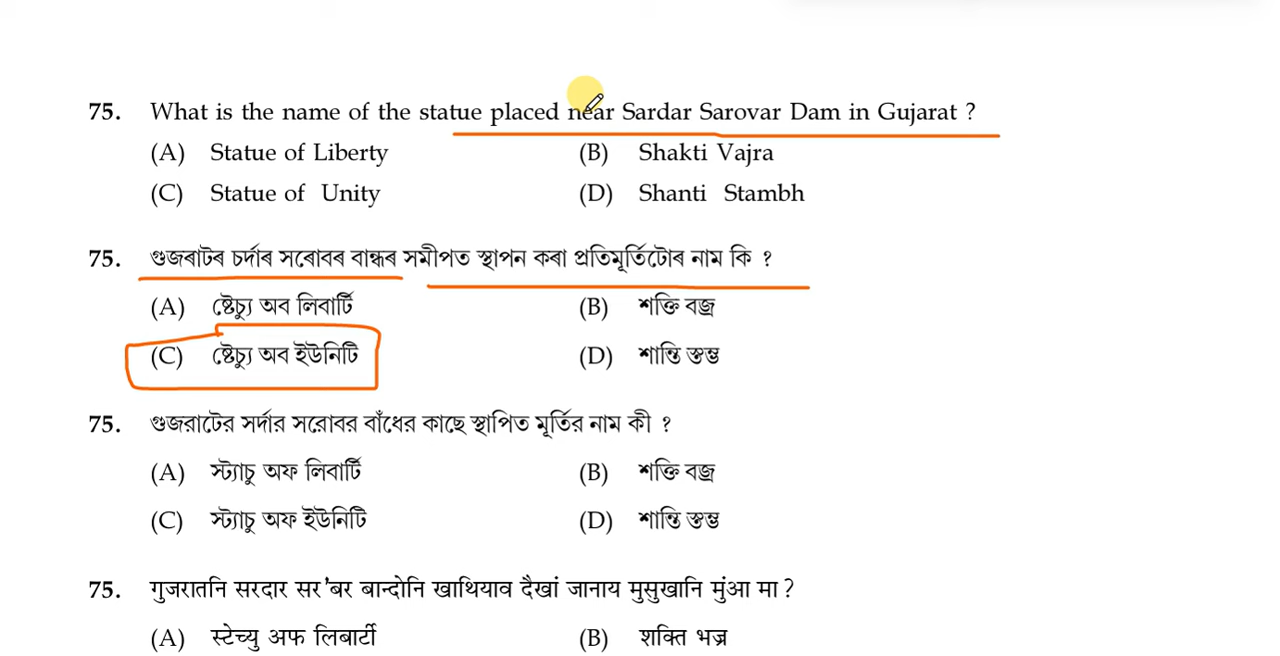 75. What is the name of the statue placed near Sardar Sarovar Dam in Gujarat ?
(A) Statue of Liberty (B) Shakti Vajra
(C) Statue of Unity (D) Shanti Stambh
75. গুজৰাটৰ চৰ্দাৰ সৰোবৰ বান্ধৰ সমীপত স্থাপন কৰা প্ৰতিমূৰ্তিটোৰ নাম কি ?
(A) ষ্টেচ্যু অব লিবাৰ্টি (B) শক্তি বজ্ৰ
(C) ষ্টেচ্যু অব ইউনিটি (D) শান্তি স্তম্ভ
75. গুজরাটের সর্দার সরোবর বাঁধের কাছে স্থাপিত মূর্তির নাম কী ?
(A) স্ট্যাচু অফ লিবার্টি (B) শক্তি বজ্র
(C) স্ট্যাচু অফ ইউনিটি (D) শান্তি স্তম্ভ
75. गुजरातनि सरदार सर'बर बान्दोनि खाथियाव दैखां जानाय मुसुखानि मुंआ मा ?
(A) स्टेच्यु अफ लिबार्टी (B) शक्ति भज्र